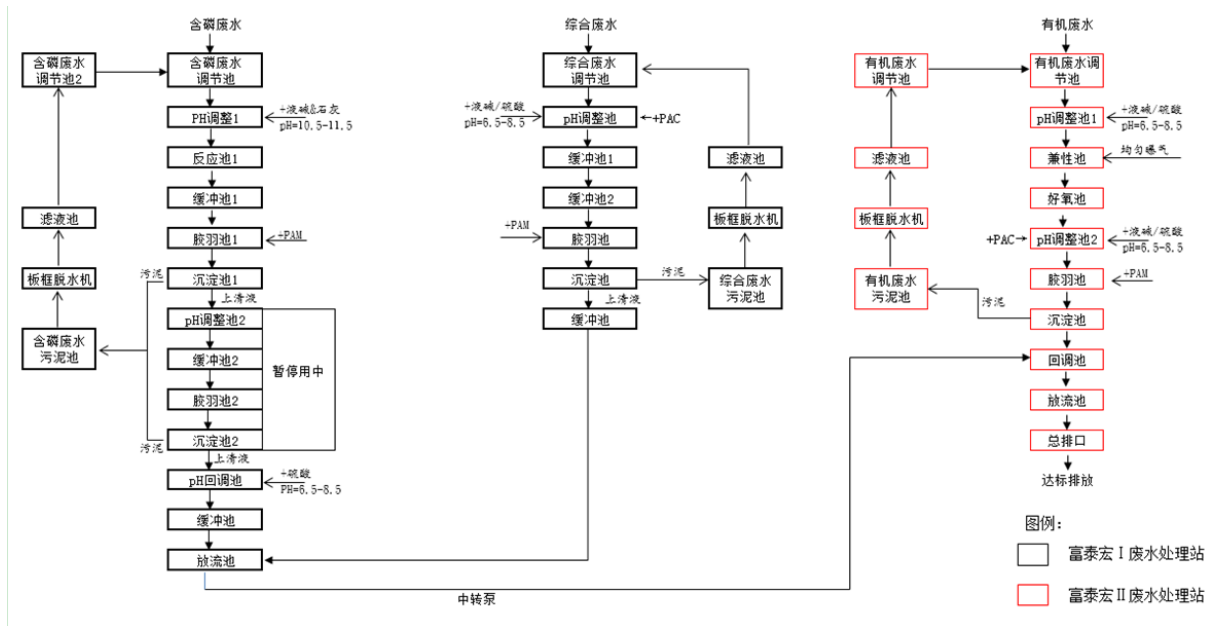 含磷废水
含磷废水
调节池2
含磷废水
调节池
PH调整1
+液碱&石灰
pH=10.5-11.5
反应池1
缓冲池1
滤液池
胶羽池1
+PAM
板框脱水机
污泥
沉淀池1
上清液
含磷废水
污泥池
pH调整池2
缓冲池2
暂停用中
胶羽池2
污泥
沉淀池2
上清液
pH回调池
+硫酸
PH=6.5-8.5
缓冲池
放流池
中转泵
综合废水
综合废水
调节池
+液碱/硫酸
pH=6.5-8.5
pH调整池
+PAC
缓冲池1
滤液池
缓冲池2
板框脱水机
+PAM
胶羽池
沉淀池
污泥
综合废水
污泥池
上清液
缓冲池
有机废水
有机废水
调节池
有机废水调
节池
pH调整池1
+液碱/硫酸
pH=6.5-8.5
滤液池
兼性池
均匀曝气
好氧池
板框脱水机
+PAC
pH调整池2
+液碱/硫酸
pH=6.5-8.5
有机废水
污泥池
胶羽池
+PAM
污泥
沉淀池
回调池
放流池
总排口
达标排放
图例：
富泰宏Ⅰ废水处理站
富泰宏Ⅱ废水处理站